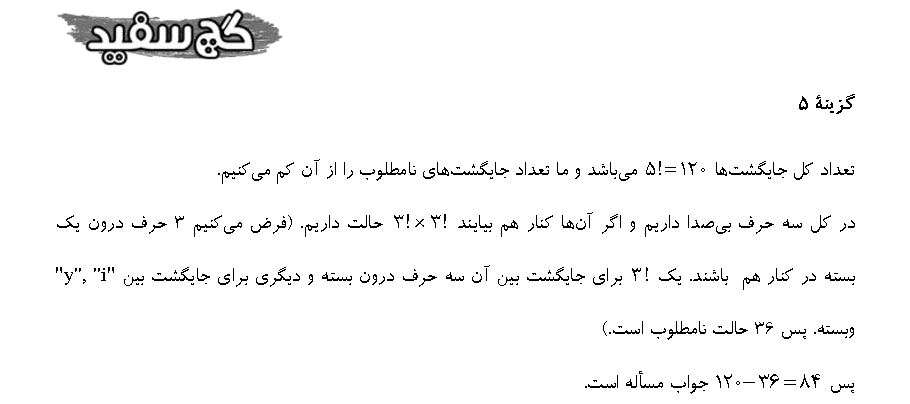 گچ سفید
گزینهٔ ۵
تعداد کل جایگشت‌ها ۱۲۰=!۵ می‌باشد و ما تعداد جایگشت‌های نامطلوب را از آن کم می‌کنیم.
در کل سه حرف بی‌صدا داریم و اگر آن‌ها کنار هم بیایند !۳×!۳ حالت داریم. (فرض می‌کنیم ۳ حرف درون یک
بسته در کنار هم باشند. یک !۳ برای جایگشت بین آن سه حرف درون بسته و دیگری برای جایگشت بین "y", "i"
وبسته. پس ۳۶ حالت نامطلوب است.)
پس ۸۴=۳۶−۱۲۰ جواب مسأله است.